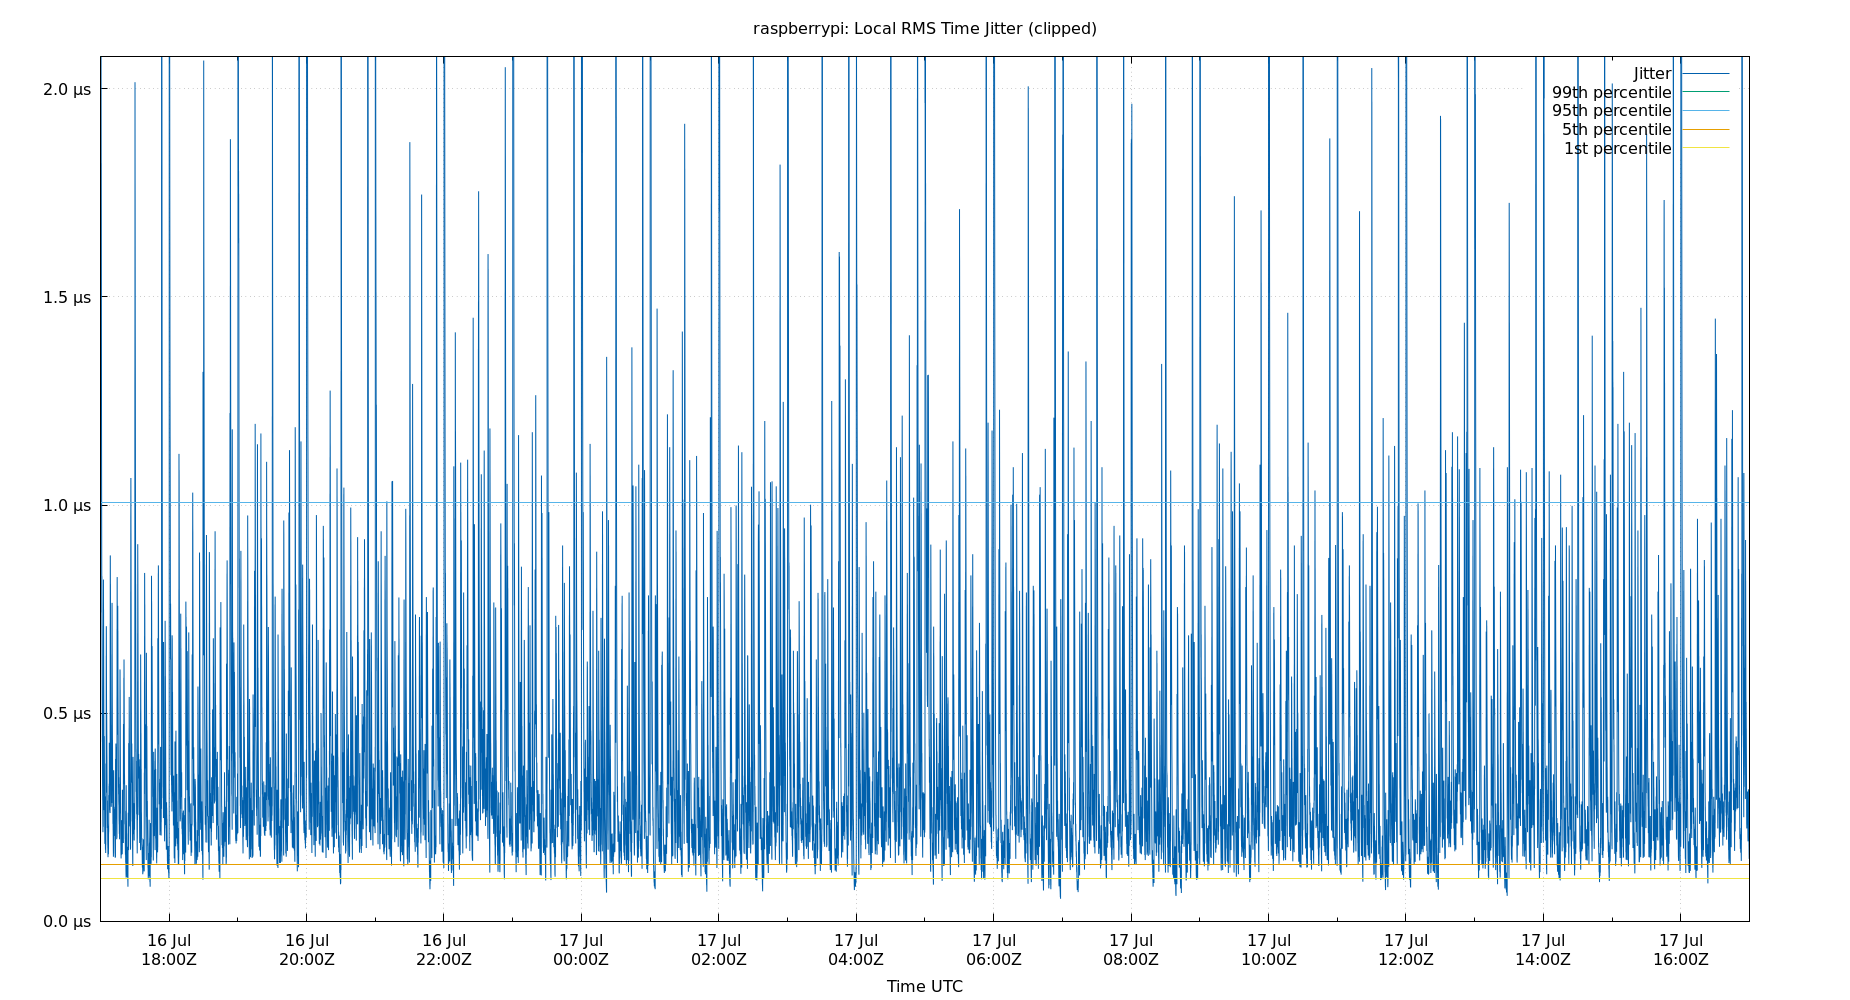 raspberrypi: Local RMS Time Jitter (clipped)
Jitter
99th percentile
95th percentile
5th percentile
1st percentile
2.0 µs
1.5 µs
1.0 µs
0.5 µs
0.0 µs
16 Jul 16 Jul 16 Jul 17 Jul 17 Jul 17 Jul 17 Jul 17 Jul 17 Jul 17 Jul 17 Jul 17 Jul
18:00Z 20:00Z 22:00Z 00:00Z 02:00Z 04:00Z 06:00Z 08:00Z 10:00Z 12:00Z 14:00Z 16:00Z
Time UTC